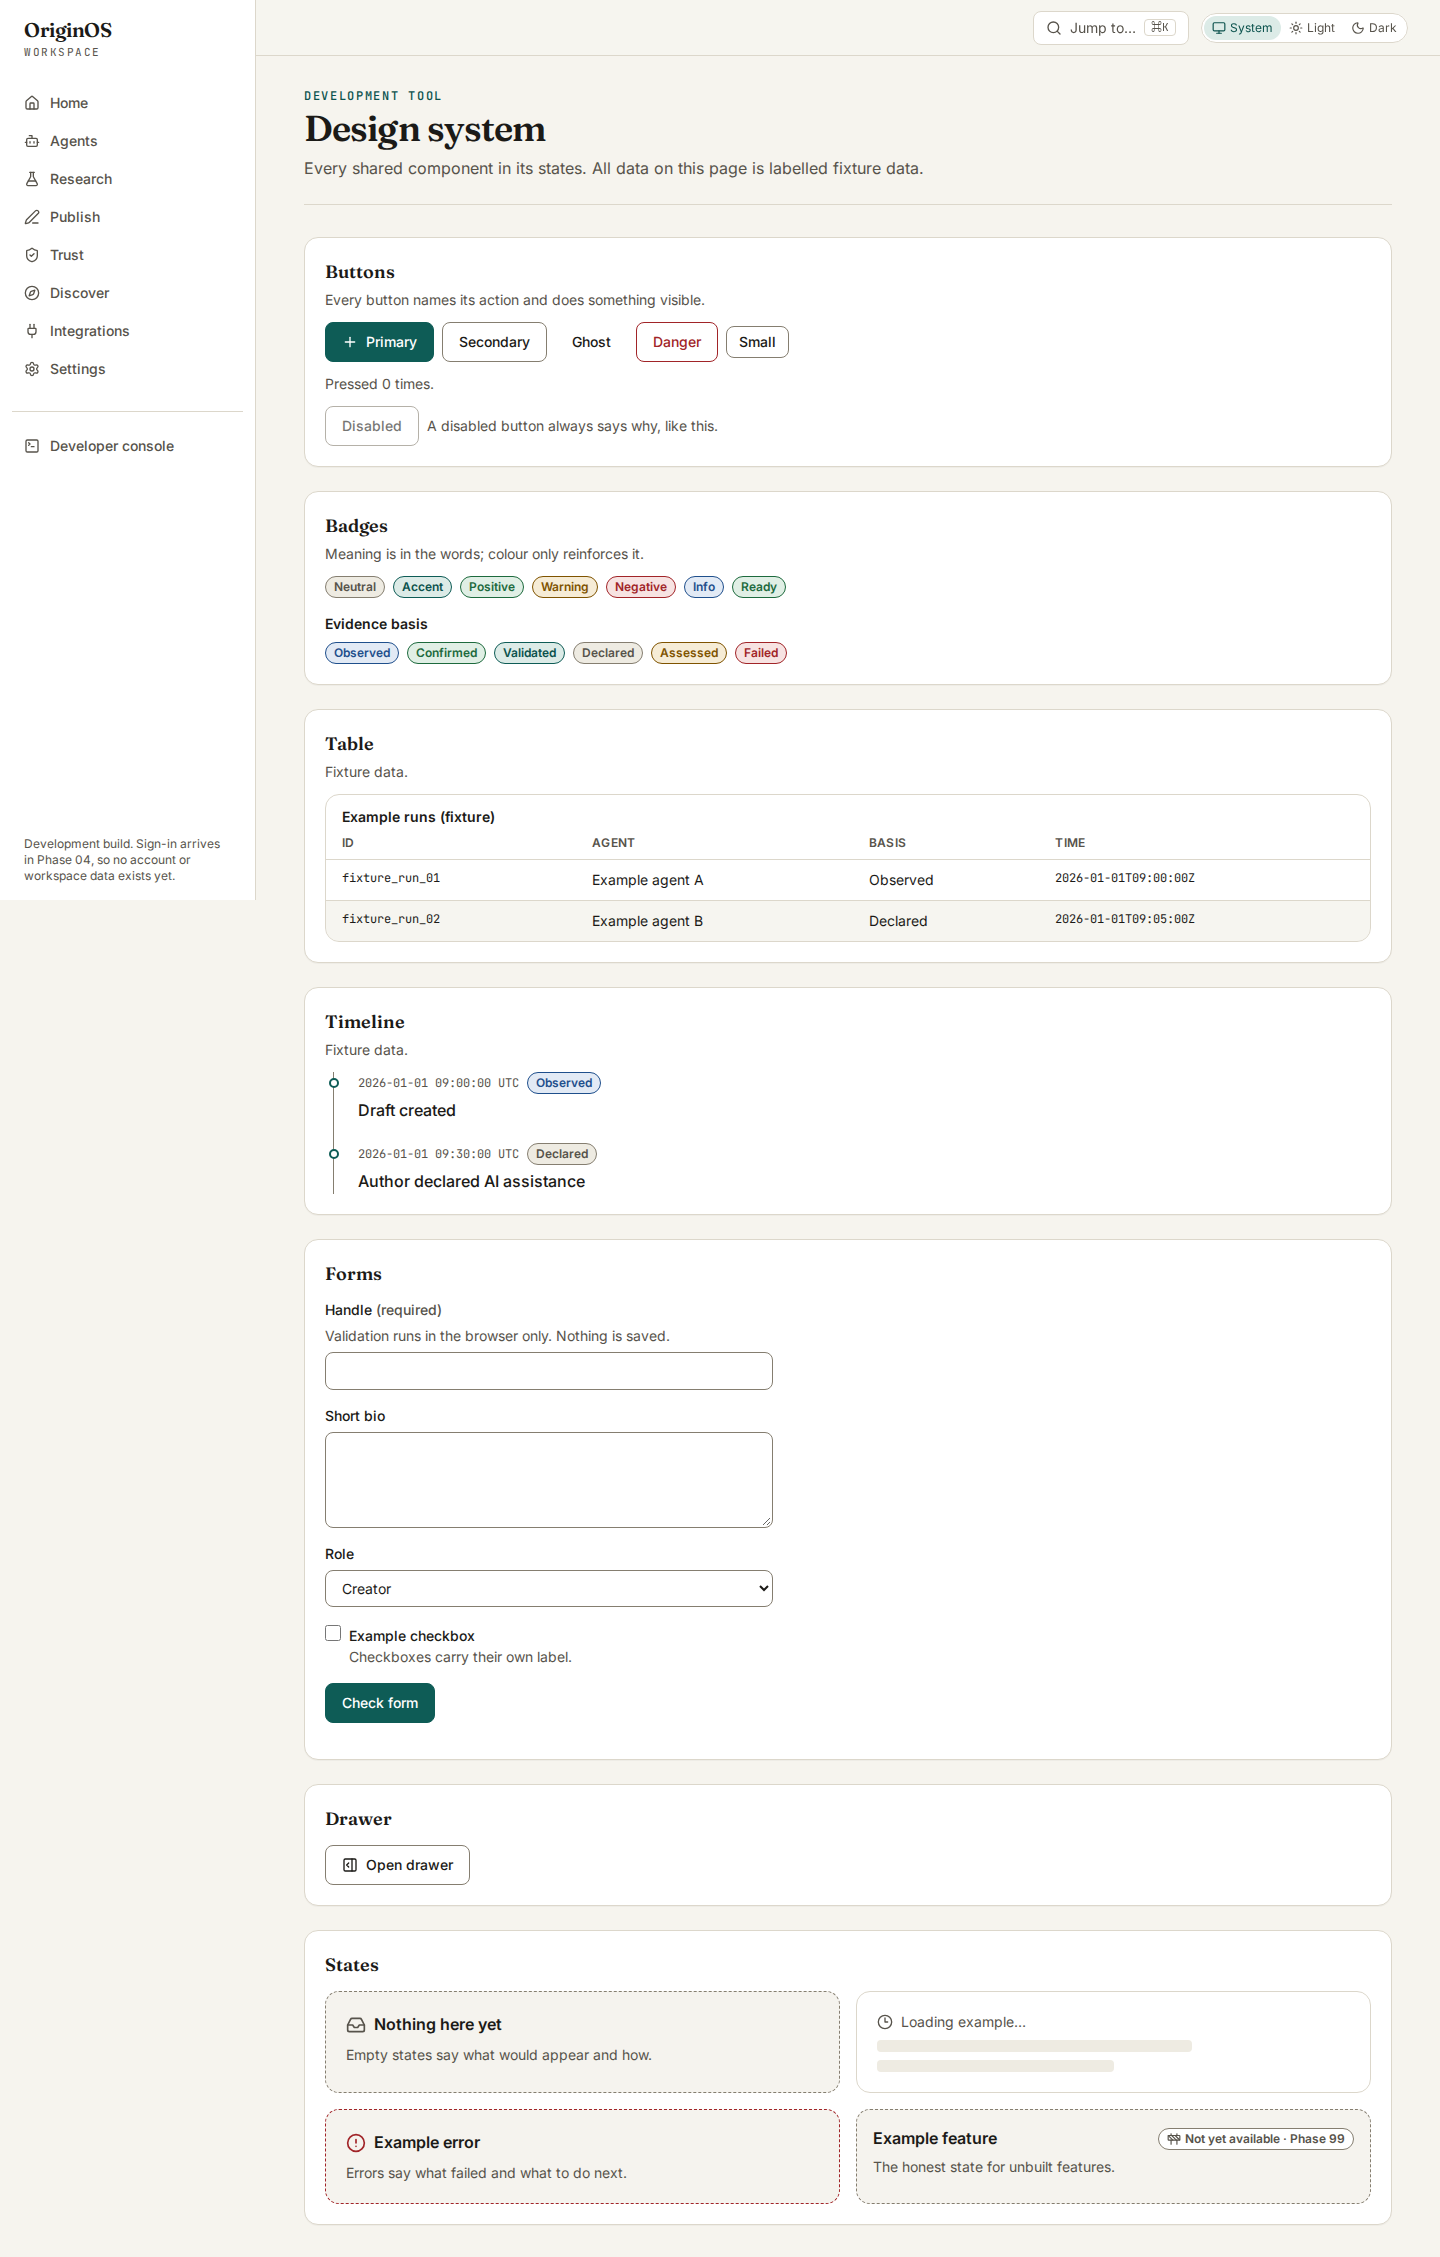 OriginOS
WORKSPACE
Home
Agents
Research
Publish
Trust
Discover
Integrations
Settings
Developer console
Development build. Sign-in arrives
in Phase 04, so no account or
workspace data exists yet.
Jump to... ⌘K System Light Dark
DEVELOPMENT TOOL
Design system
Every shared component in its states. All data on this page is labelled fixture data.
Buttons
Every button names its action and does something visible.
Primary Secondary Ghost Danger Small
Pressed 0 times.
Disabled A disabled button always says why, like this.
Badges
Meaning is in the words; colour only reinforces it.
Neutral Accent Positive Warning Negative Info Ready
Evidence basis
Observed Confirmed Validated Declared Assessed Failed
Table
Fixture data.
Example runs (fixture)
ID AGENT BASIS TIME
fixture_run_01 Example agent A Observed 2026-01-01T09:00:00Z
fixture_run_02 Example agent B Declared 2026-01-01T09:05:00Z
Timeline
Fixture data.
2026-01-01 09:00:00 UTC Observed
Draft created
2026-01-01 09:30:00 UTC Declared
Author declared AI assistance
Forms
Handle (required)
Validation runs in the browser only. Nothing is saved.
Short bio
Role
Creator
Example checkbox
Checkboxes carry their own label.
Check form
Drawer
Open drawer
States
Nothing here yet
Empty states say what would appear and how.
Loading example...
Example error
Errors say what failed and what to do next.
Example feature Not yet available · Phase 99
The honest state for unbuilt features.